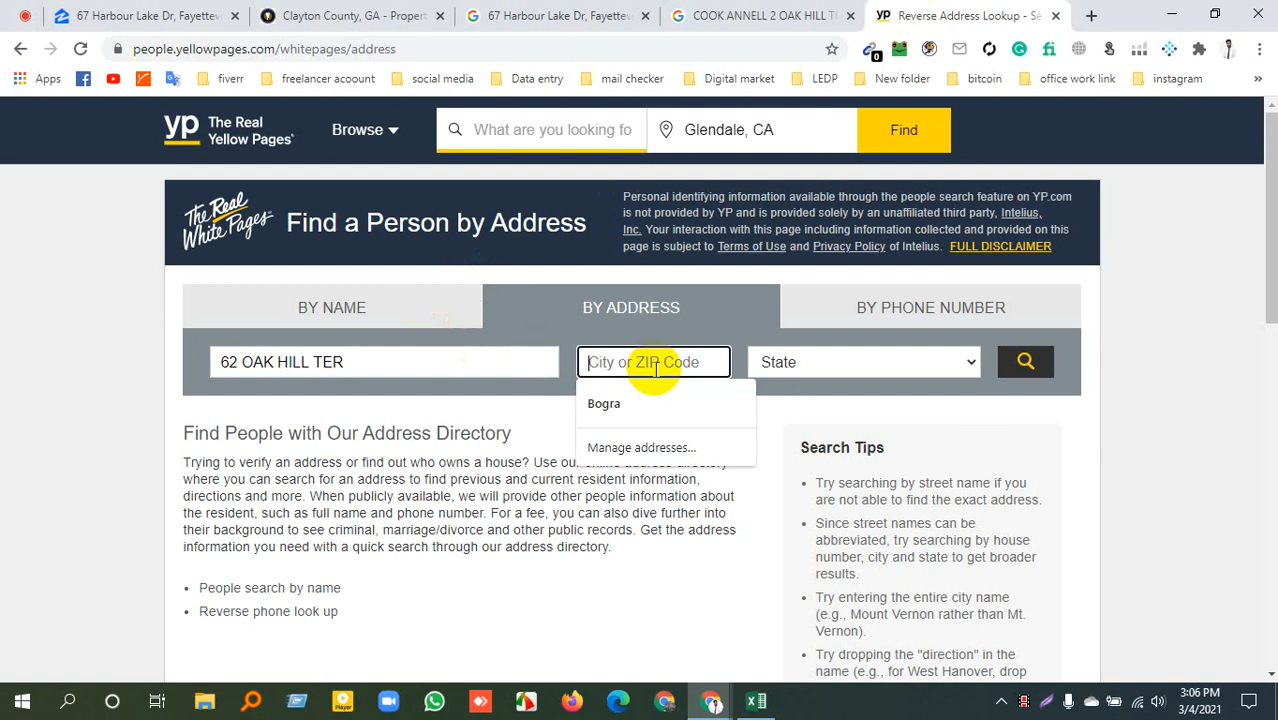 67 Harbour Lake Dr, Fayettev
Clayton County, GA - Propert
67 Harbour Lake Dr, Fayettev
COOK ANNELL 2 OAK HILL T
Reverse Address Lookup - Se
people.yellowpages.com/whitepages/address
Apps
fiverr
freelancer acoount
social media
Data entry
mail checker
Digital market
LEDP
New folder
bitcoin
office work link
instagram
0
yp The Real Yellow Pages
Browse
What are you looking fo
Glendale, CA
Find
The Real White Pages
Find a Person by Address
Personal identifying information available through the people search feature on YP.com
is not provided by YP and is provided solely by an unaffiliated third party, Intelius,
Inc. Your interaction with this page including information collected and provided on this
page is subject to Terms of Use and Privacy Policy of Intelius. FULL DISCLAIMER
BY NAME
BY ADDRESS
BY PHONE NUMBER
62 OAK HILL TER
City or ZIP Code
State
Bogra
Manage addresses...
Find People with Our Address Directory
Trying to verify an address or find out who owns a house? Use our online address directory
where you can search for an address to find previous and current resident information,
directions and more. When publicly available, we will provide other people information about
the resident, such as full name and phone number. For a fee, you can also dive further into
their background to see criminal, marriage/divorce and other public records. Get the address
information you need with a quick search through our address directory.
People search by name
Reverse phone look up
Search Tips
Try searching by street name if you
are not able to find the exact address.
Since street names can be
abbreviated, try searching by house
number, city and state to get broader
results.
Try entering the entire city name
(e.g., Mount Vernon rather than Mt.
Vernon).
Try dropping the "direction" in the
name (e.g., for West Hanover, drop
3:06 PM
3/4/2021